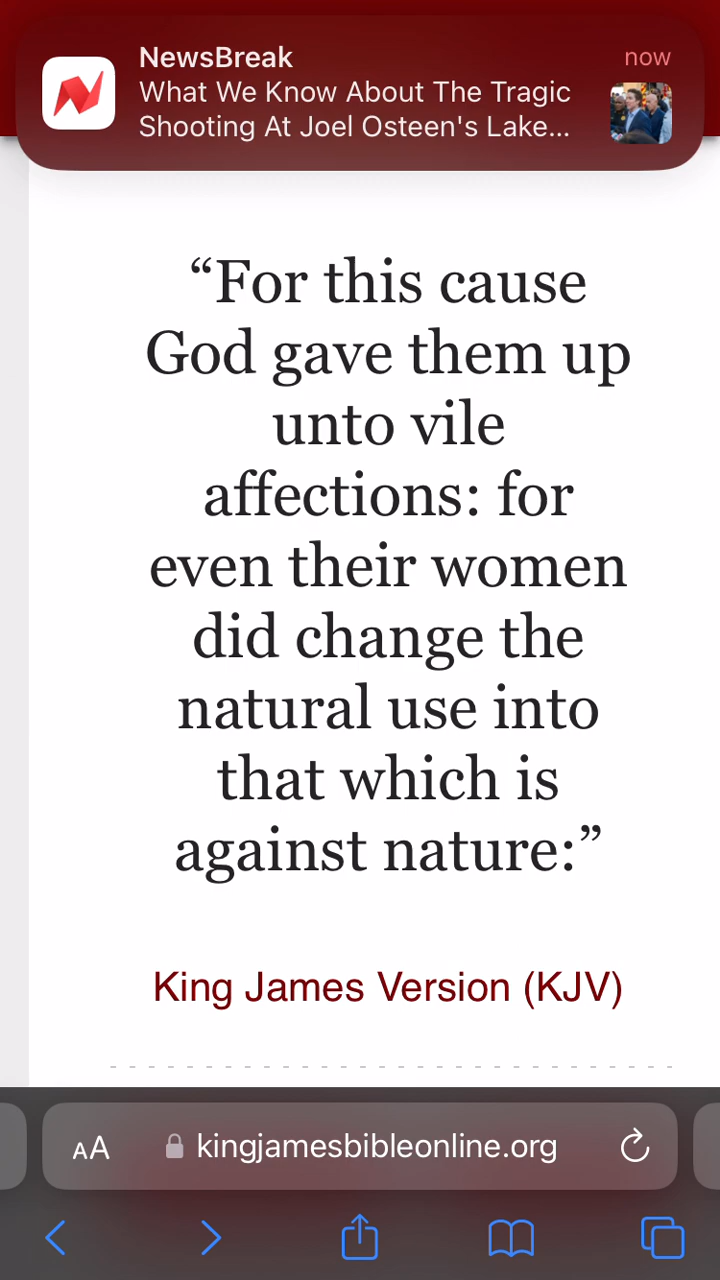 NewsBreak
now
What We Know About The Tragic
Shooting At Joel Osteen's Lake...
“For this cause
God gave them up
unto vile
affections: for
even their women
did change the
natural use into
that which is
against nature:”
King James Version (KJV)
AA
kingjamesbibleonline.org